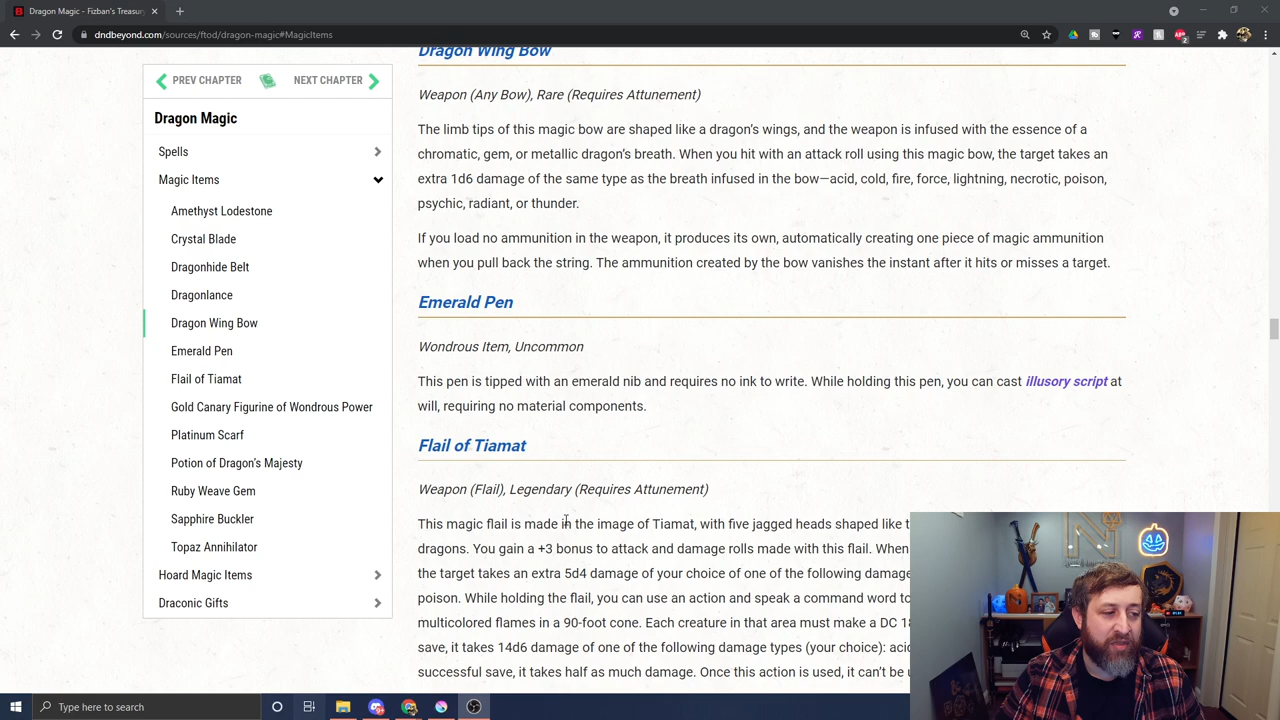 Dragon Magic - Fizban's Treasury
dndbeyond.com/sources/ftod/dragon-magic#MagicItems
PREV CHAPTER
NEXT CHAPTER
Dragon Magic
Spells
Magic Items
Amethyst Lodestone
Crystal Blade
Dragonhide Belt
Dragonlance
Dragon Wing Bow
Emerald Pen
Flail of Tiamat
Gold Canary Figurine of Wondrous Power
Platinum Scarf
Potion of Dragon's Majesty
Ruby Weave Gem
Sapphire Buckler
Topaz Annihilator
Hoard Magic Items
Draconic Gifts
Dragon Wing Bow
Weapon (Any Bow), Rare (Requires Attunement)
The limb tips of this magic bow are shaped like a dragon's wings, and the weapon is infused with the essence of a
chromatic, gem, or metallic dragon's breath. When you hit with an attack roll using this magic bow, the target takes an
extra 1d6 damage of the same type as the breath infused in the bow—acid, cold, fire, force, lightning, necrotic, poison,
psychic, radiant, or thunder.
If you load no ammunition in the weapon, it produces its own, automatically creating one piece of magic ammunition
when you pull back the string. The ammunition created by the bow vanishes the instant after it hits or misses a target.
Emerald Pen
Wondrous Item, Uncommon
This pen is tipped with an emerald nib and requires no ink to write. While holding this pen, you can cast illusory script at
will, requiring no material components.
Flail of Tiamat
Weapon (Flail), Legendary (Requires Attunement)
This magic flail is made in the image of Tiamat, with five jagged heads shaped like t
dragons. You gain a +3 bonus to attack and damage rolls made with this flail. When
the target takes an extra 5d4 damage of your choice of one of the following damage
poison. While holding the flail, you can use an action and speak a command word to
multicolored flames in a 90-foot cone. Each creature in that area must make a DC 18
save, it takes 14d6 damage of one of the following damage types (your choice): acid
successful save, it takes half as much damage. Once this action is used, it can't be u
Type here to search